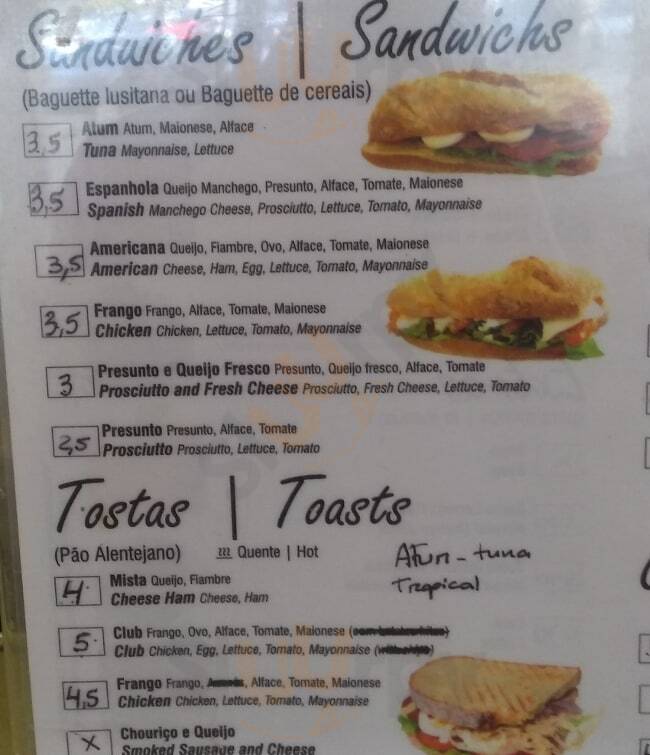 Sandwiches | Sandwichs
(Baguette lusitana ou Baguette de cereais)
3,5 Atum Atum, Maionese, Alface
Tuna Mayonnaise, Lettuce
3,5 Espanhola Queijo Manchego, Presunto, Alface, Tomate, Maionese
Spanish Manchego Cheese, Prosciutto, Lettuce, Tomato, Mayonnaise
3,5 Americana Queijo, Fiambre, Ovo, Alface, Tomate, Maionese
American Cheese, Ham, Egg, Lettuce, Tomato, Mayonnaise
3,5 Frango Frango, Alface, Tomate, Maionese
Chicken Chicken, Lettuce, Tomato, Mayonnaise
3 Presunto e Queijo Fresco Presunto, Queijo fresco, Alface, Tomate
Prosciutto and Fresh Cheese Prosciutto, Fresh Cheese, Lettuce, Tomato
2,5 Presunto Presunto, Alface, Tomate
Prosciutto Prosciutto, Lettuce, Tomato
Tostas | Toasts
(Pão Alentejano) Quente | Hot
Atun - tuna
Tropical
4 Mista Queijo, Fiambre
Cheese Ham Cheese, Ham
5 Club Frango, Ovo, Alface, Tomate, Maionese
Club Chicken, Egg, Lettuce, Tomato, Mayonnaise
4,5 Frango Frango, Alface, Tomate, Maionese
Chicken Chicken, Lettuce, Tomato, Mayonnaise
x Chouriço e Queijo
Smoked Sausage and Cheese